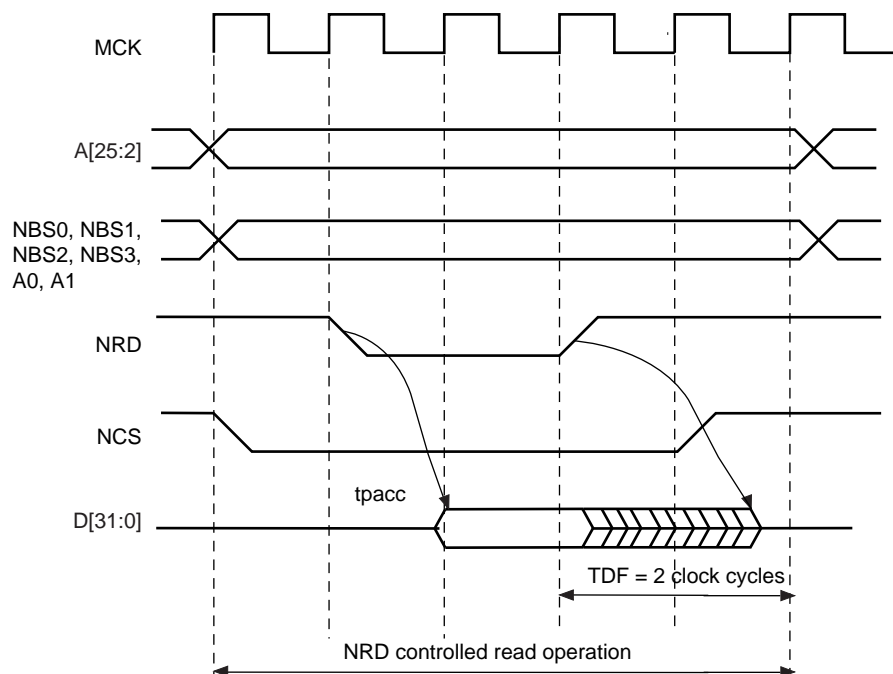 MCK
A[25:2]
NBS0, NBS1,
NBS2, NBS3,
A0, A1
NRD
NCS
tpacc
D[31:0]
TDF = 2 clock cycles
NRD controlled read operation